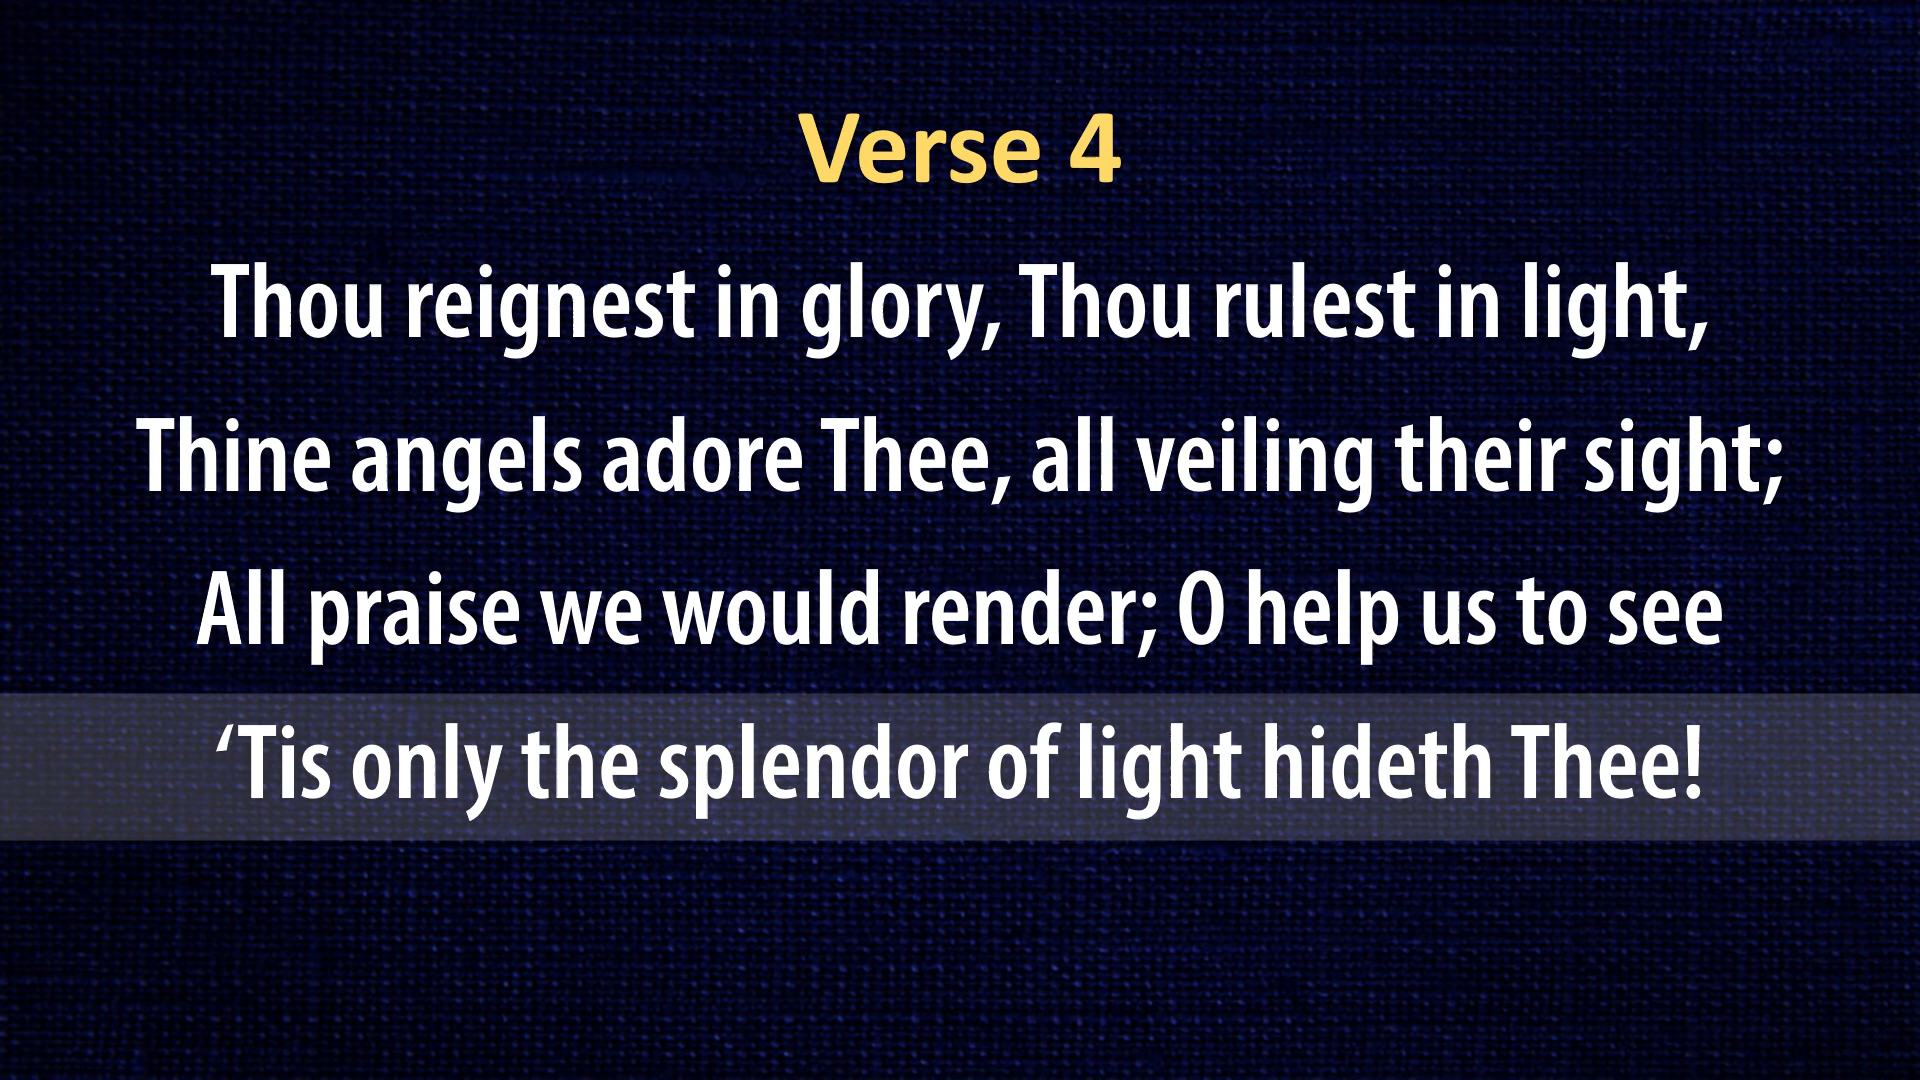 Verse 4
Thou reignest in glory, Thou rulest in light,
Thine angels adore Thee, all veiling their sight;
All praise we would render; O help us to see
‘Tis only the splendor of light hideth Thee!